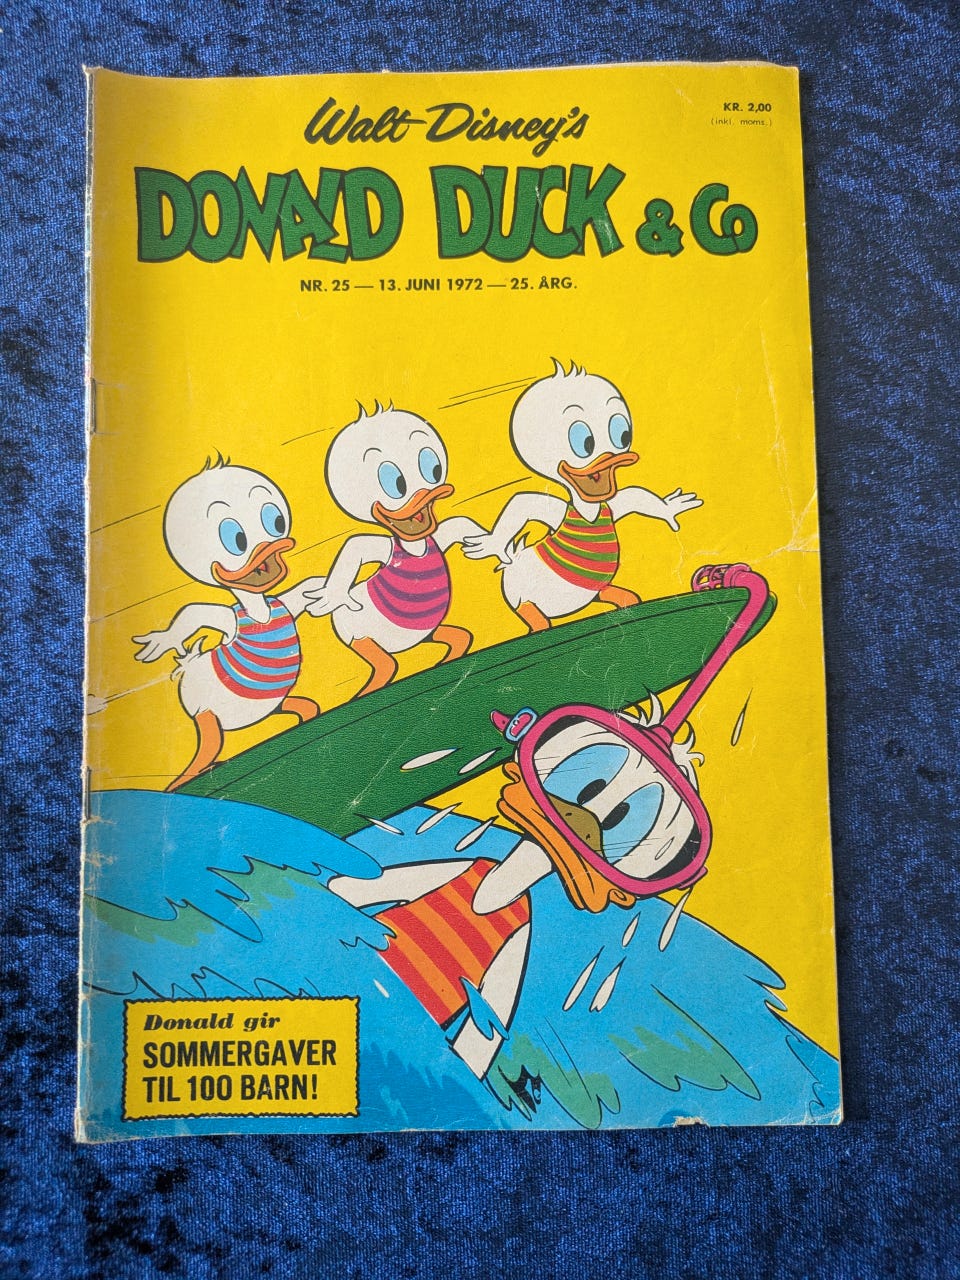 Walt Disney's
KR. 2,00
(inkl. moms.)
DONALD DUCK & Co
NR. 25 — 13. JUNI 1972 — 25. ÅRG.
Donald gir
SOMMERGAVER
TIL 100 BARN!